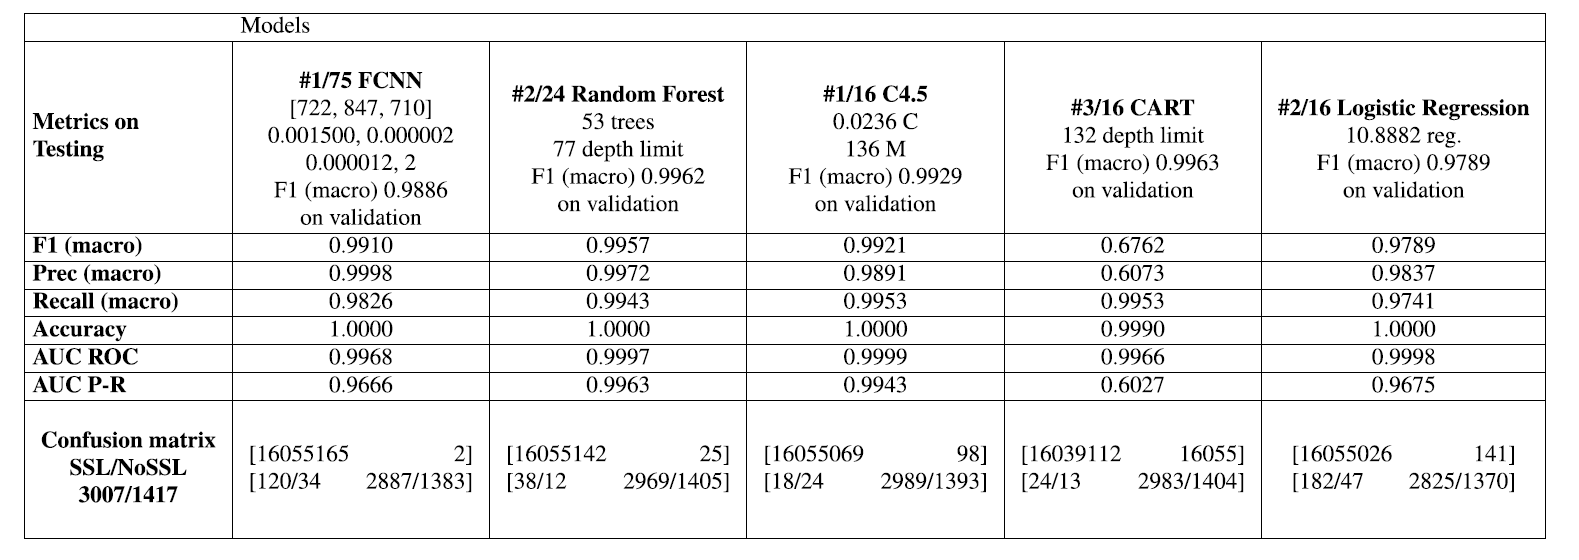 Models
Metrics on
Testing
#1/75 FCNN
[722, 847, 710]
0.001500, 0.000002
0.000012, 2
F1 (macro) 0.9886
on validation
#2/24 Random Forest
53 trees
77 depth limit
F1 (macro) 0.9962
on validation
#1/16 C4.5
0.0236 C
136 M
F1 (macro) 0.9929
on validation
#3/16 CART
132 depth limit
F1 (macro) 0.9963
on validation
#2/16 Logistic Regression
10.8882 reg.
F1 (macro) 0.9789
on validation
F1 (macro) 0.9910 0.9957 0.9921 0.6762 0.9789
Prec (macro) 0.9998 0.9972 0.9891 0.6073 0.9837
Recall (macro) 0.9826 0.9943 0.9953 0.9953 0.9741
Accuracy 1.0000 1.0000 1.0000 0.9990 1.0000
AUC ROC 0.9968 0.9997 0.9999 0.9966 0.9998
AUC P-R 0.9666 0.9963 0.9943 0.6027 0.9675
Confusion matrix
SSL/NoSSL
3007/1417
[16055165 2]
[120/34 2887/1383]
[16055142 25]
[38/12 2969/1405]
[16055069 98]
[18/24 2989/1393]
[16039112 16055]
[24/13 2983/1404]
[16055026 141]
[182/47 2825/1370]